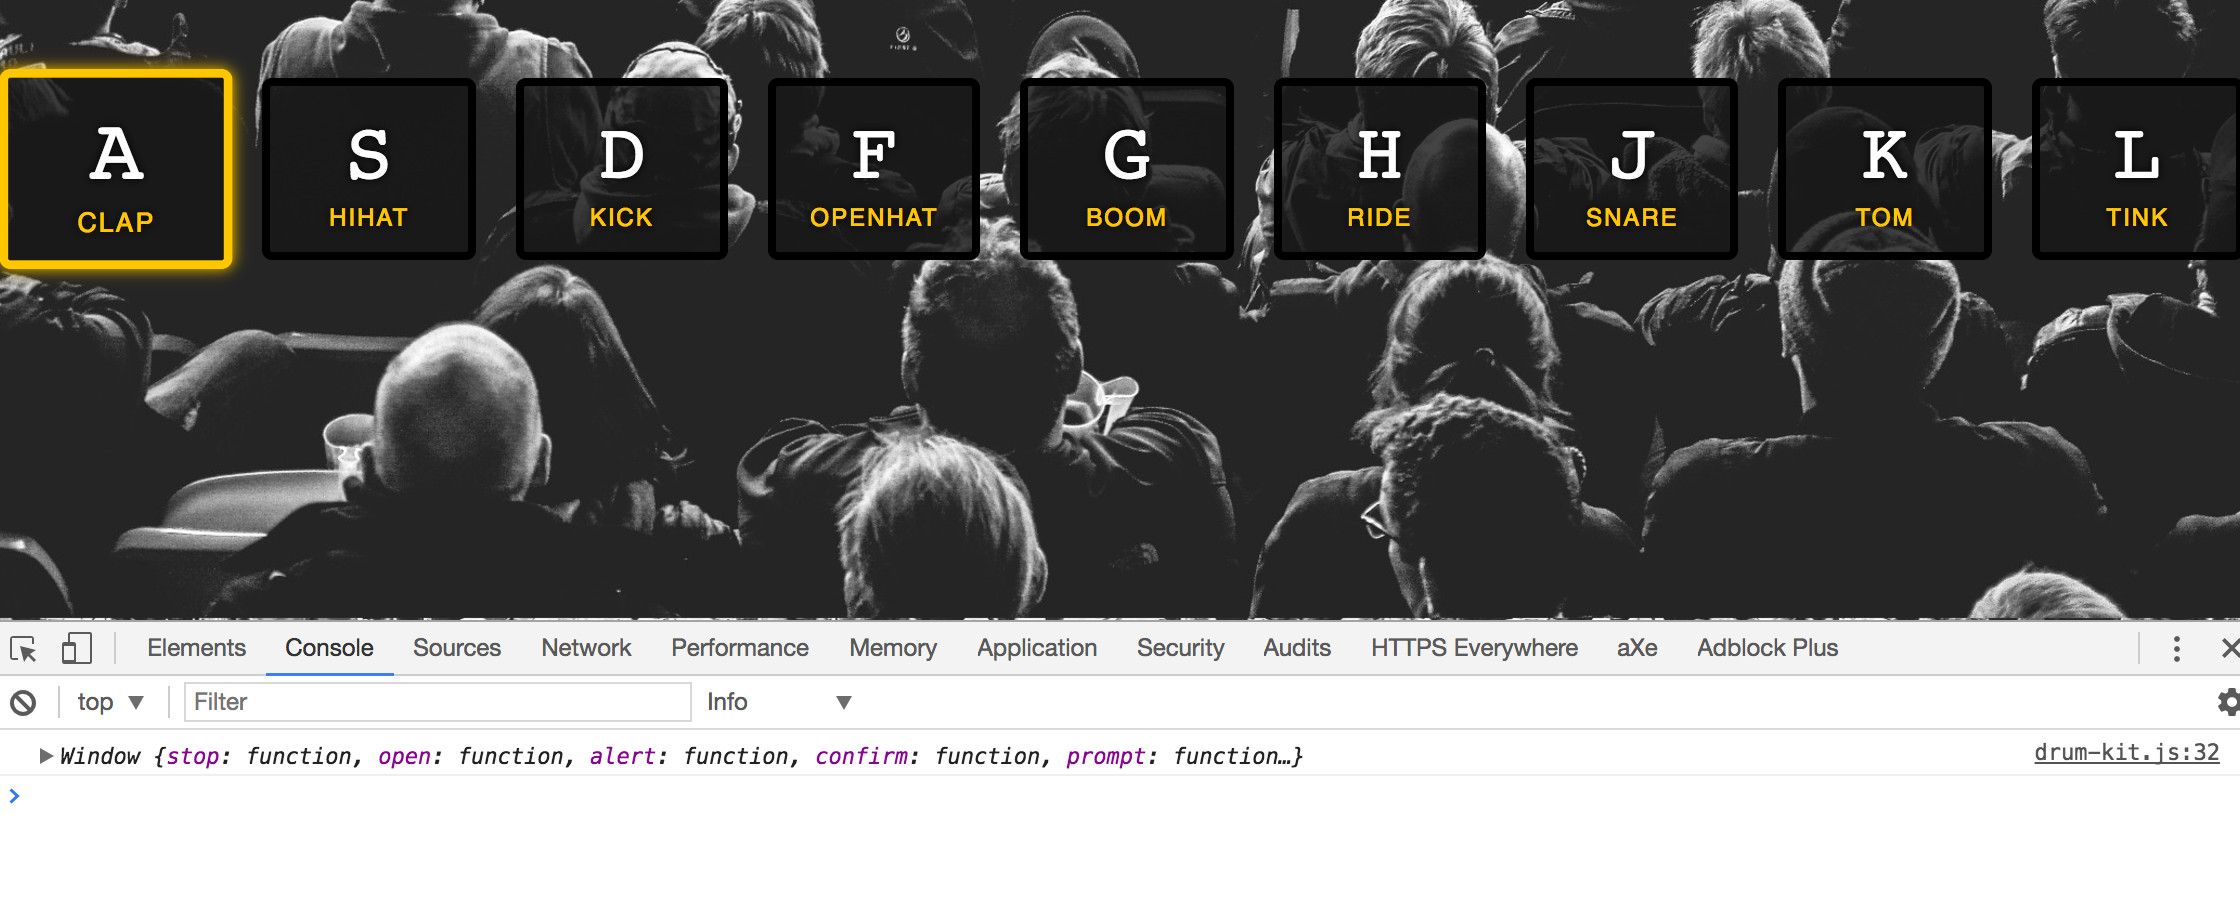 A S D F G H J K L
CLAP HIHAT KICK OPENHAT BOOM RIDE SNARE TOM TINK
Elements Console Sources Network Performance Memory Application Security Audits HTTPS Everywhere aXe Adblock Plus
top Filter Info
Window {stop: function, open: function, alert: function, confirm: function, prompt: function…} drum-kit.js:32